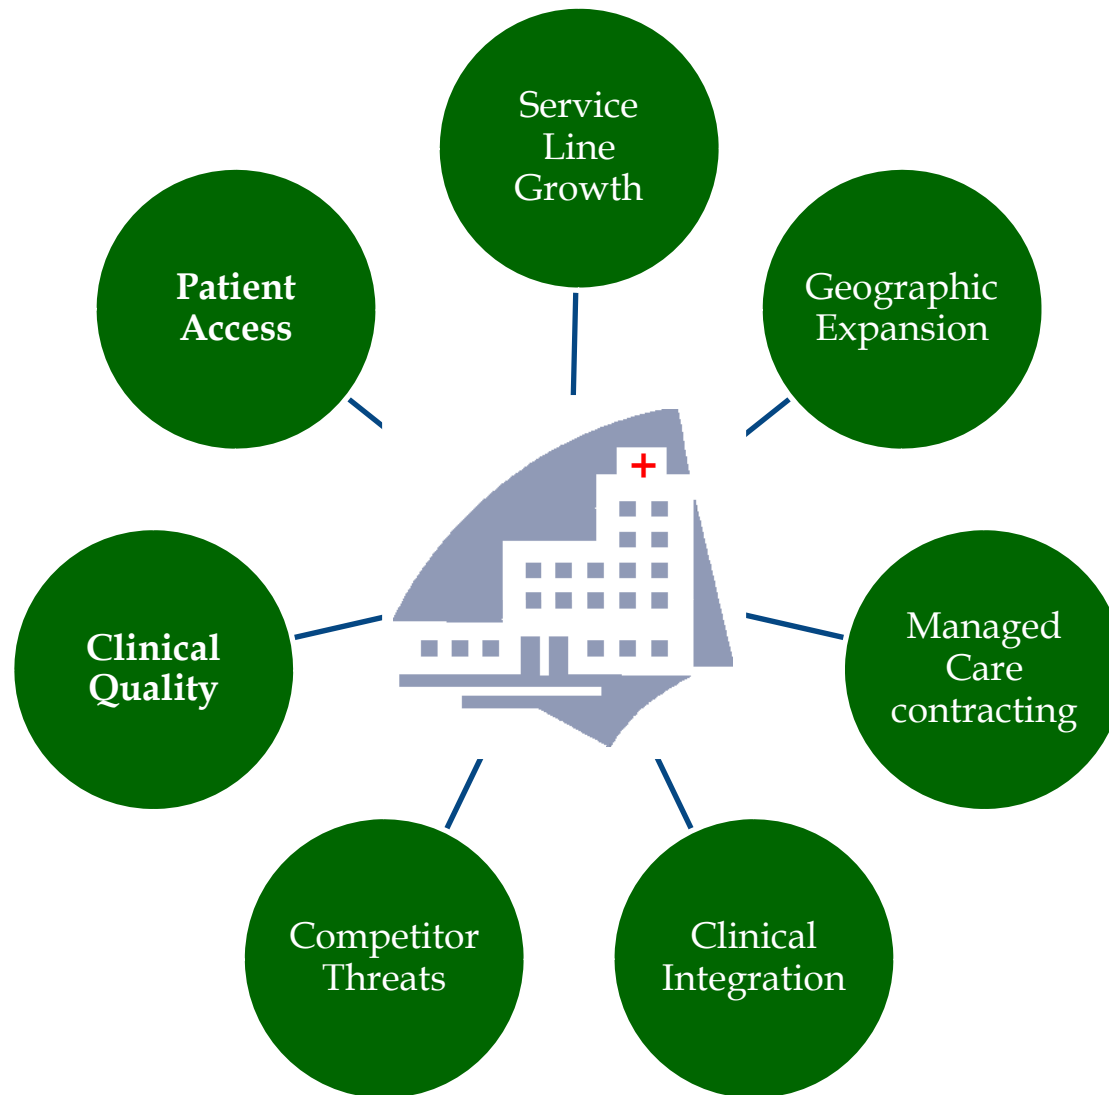 Service
Line
Growth
Geographic
Expansion
Managed
Care
contracting
Clinical
Integration
Competitor
Threats
Clinical
Quality
Patient
Access